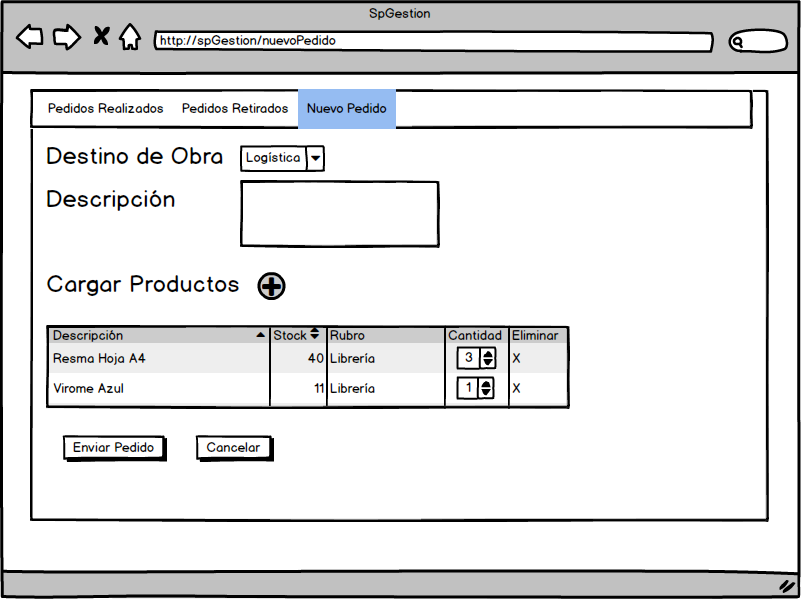 SpGestion
http://spGestion/nuevoPedido
Pedidos Realizados Pedidos Retirados Nuevo Pedido
Destino de Obra Logística
Descripción
Cargar Productos
Descripción Stock Rubro Cantidad Eliminar
Resma Hoja A4 40 Librería 3 X
Virome Azul 11 Librería 1 X
Enviar Pedido Cancelar